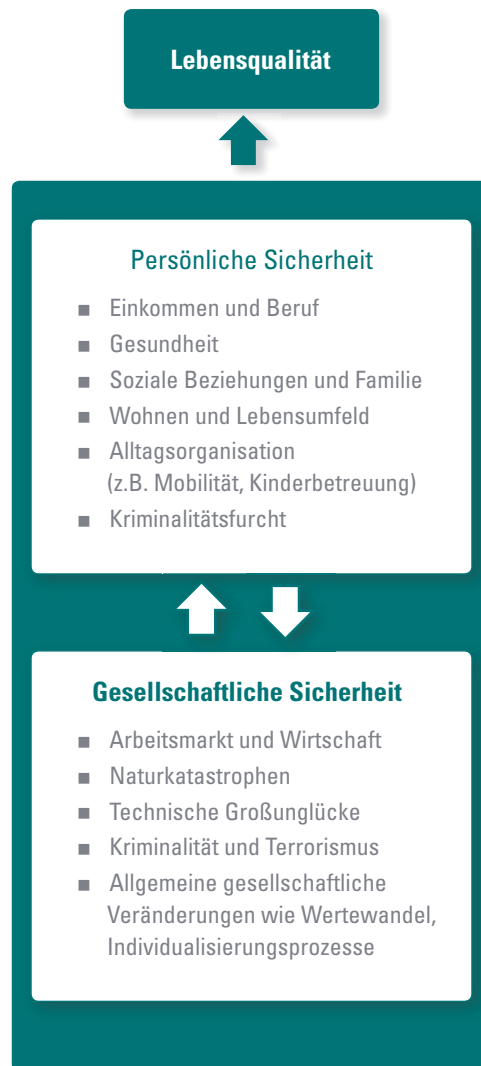 Lebensqualität
Persönliche Sicherheit
■ Einkommen und Beruf
■ Gesundheit
■ Soziale Beziehungen und Familie
■ Wohnen und Lebensumfeld
■ Alltagsorganisation
(z.B. Mobilität, Kinderbetreuung)
■ Kriminalitätsfurcht
Gesellschaftliche Sicherheit
■ Arbeitsmarkt und Wirtschaft
■ Naturkatastrophen
■ Technische Großunglücke
■ Kriminalität und Terrorismus
■ Allgemeine gesellschaftliche
Veränderungen wie Wertewandel,
Individualisierungsprozesse